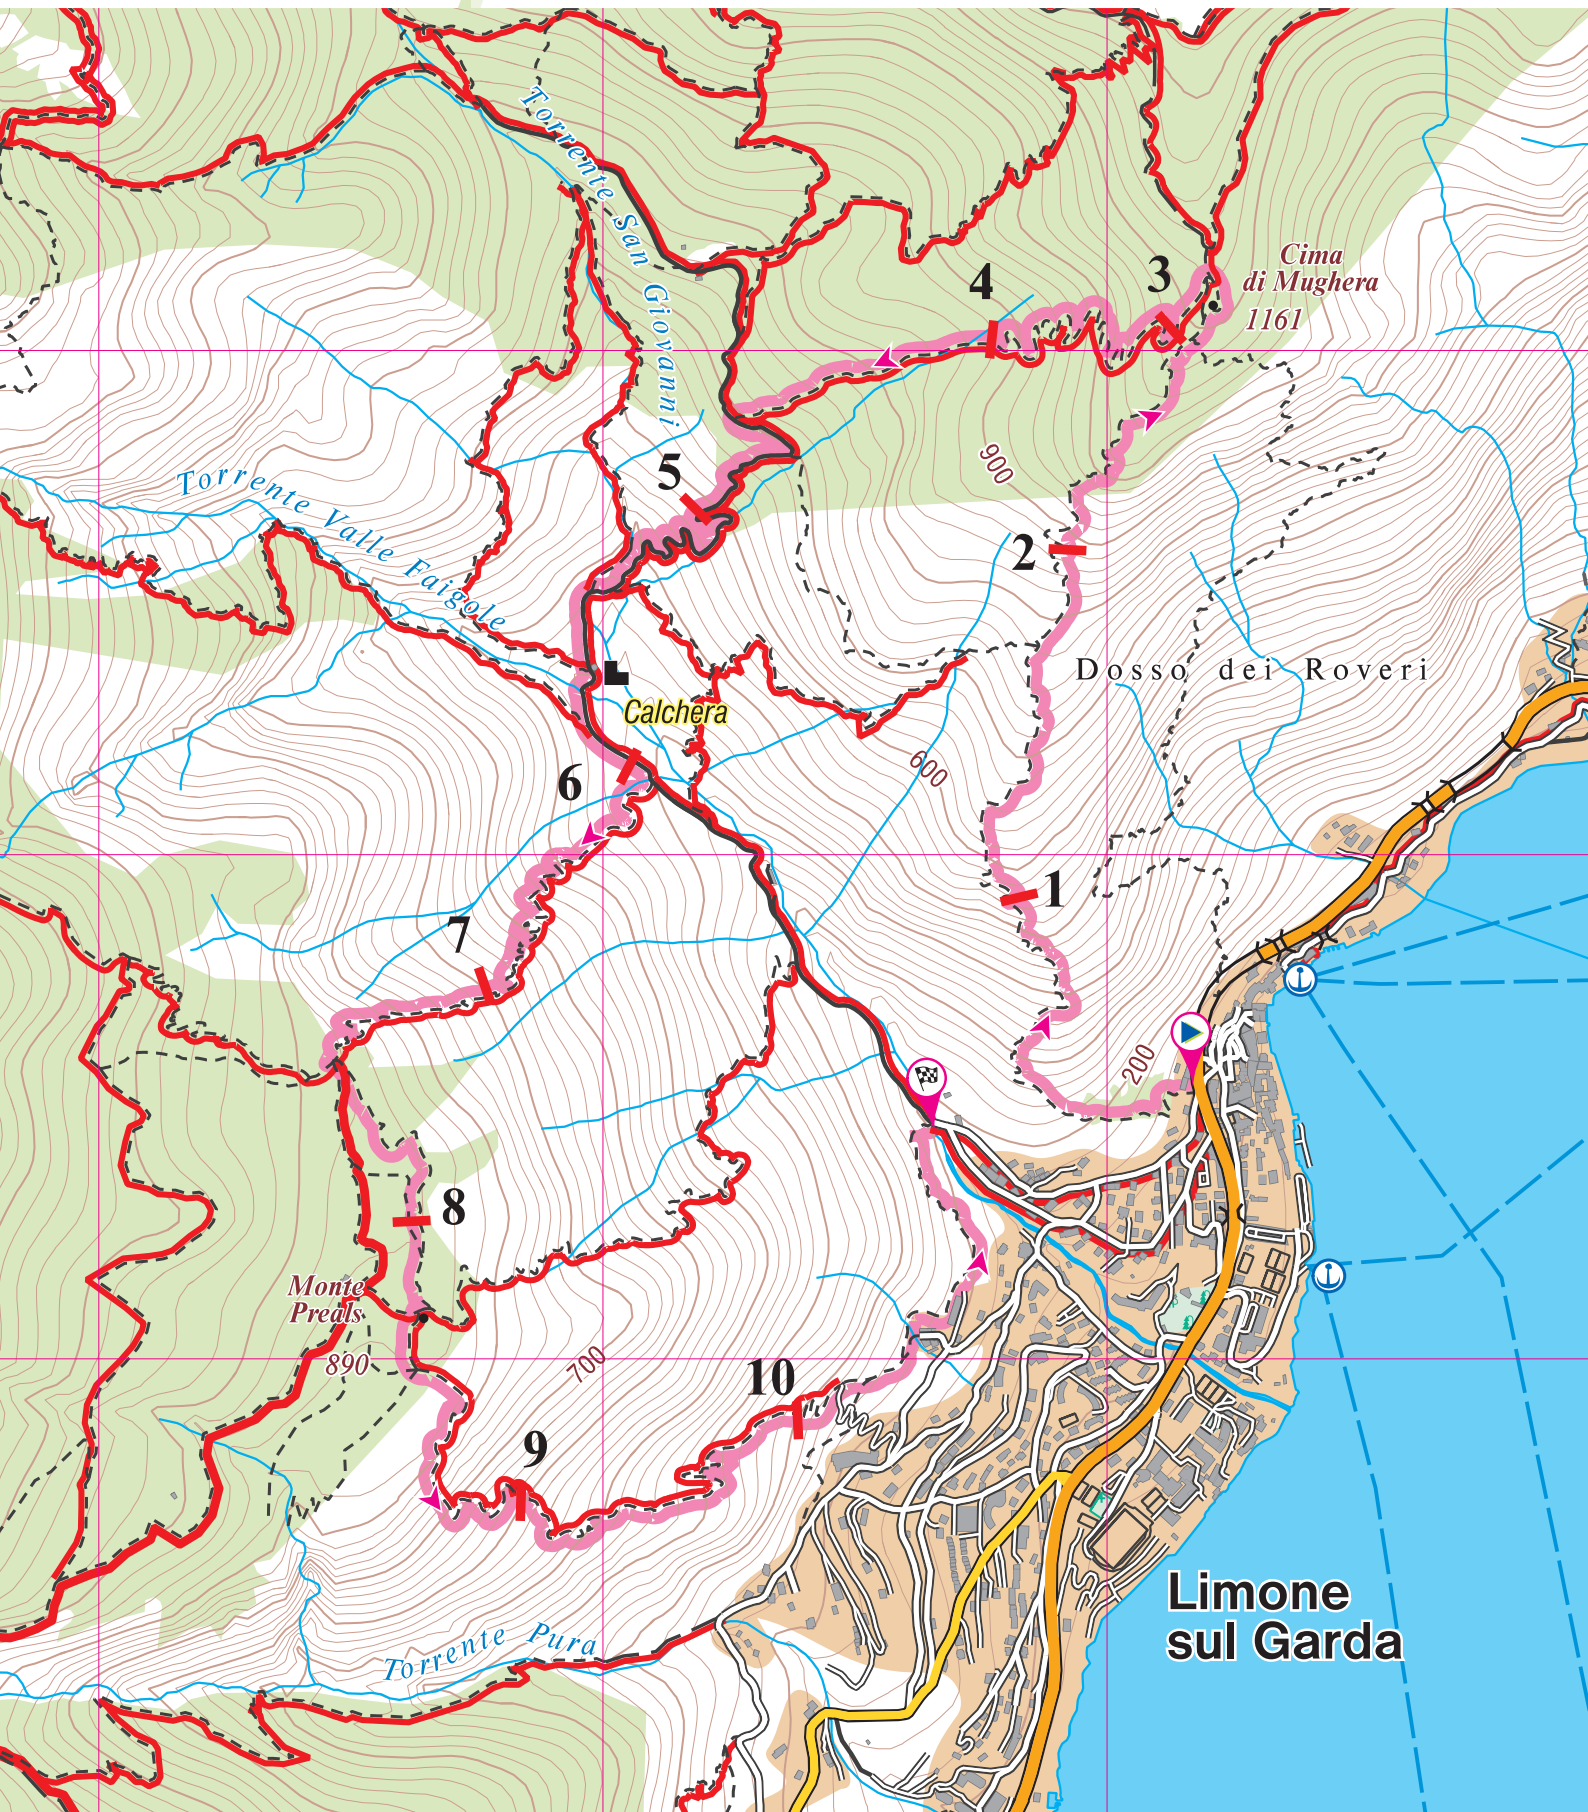 Torrente San Giovanni
Cima
di Mughera
1161
3
4
900
5
Torrente Valle Faigole
2
Dosso dei Roveri
Calchera
600
6
1
7
200
8
Monte
Preals
890
700
10
9
Limone
sul Garda
Torrente Pura